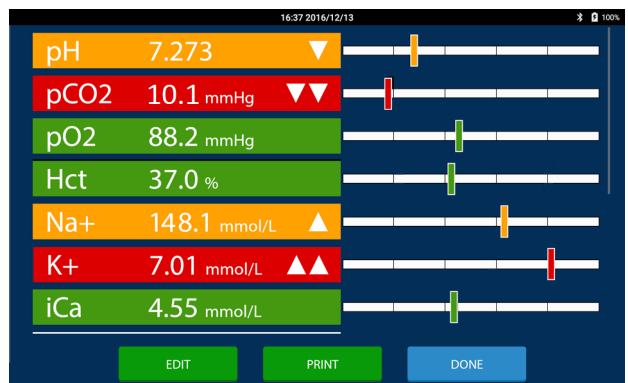 16:37 2016/12/13 100%
pH 7.273 ▼
pCO2 10.1 mmHg ▼▼
pO2 88.2 mmHg
Hct 37.0 %
Na+ 148.1 mmol/L ▲
K+ 7.01 mmol/L ▲▲
iCa 4.55 mmol/L
EDIT PRINT DONE